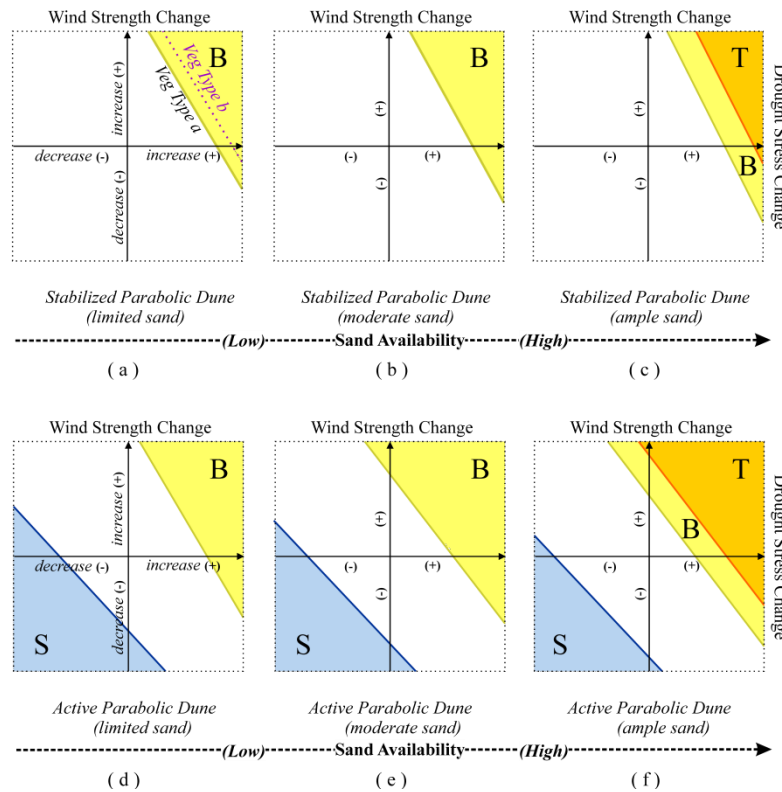 Wind Strength Change
Wind Strength Change
Wind Strength Change
B
Veg Type b
Veg Type a
increase (+)
decrease (-)
increase (+)
decrease (-)
B
(+)
(-)
(+)
(-)
T
B
(+)
(-)
(+)
(-)
Drought Stress Change
Stabilized Parabolic Dune
(limited sand)
Stabilized Parabolic Dune
(moderate sand)
Stabilized Parabolic Dune
(ample sand)
(Low) Sand Availability (High)
( a )
( b )
( c )
Wind Strength Change
Wind Strength Change
Wind Strength Change
B
increase (+)
decrease (-)
increase (+)
decrease (-)
S
B
(+)
(-)
(+)
(-)
S
T
B
(+)
(-)
(+)
(-)
S
Drought Stress Change
Active Parabolic Dune
(limited sand)
Active Parabolic Dune
(moderate sand)
Active Parabolic Dune
(ample sand)
(Low) Sand Availability (High)
( d )
( e )
( f )